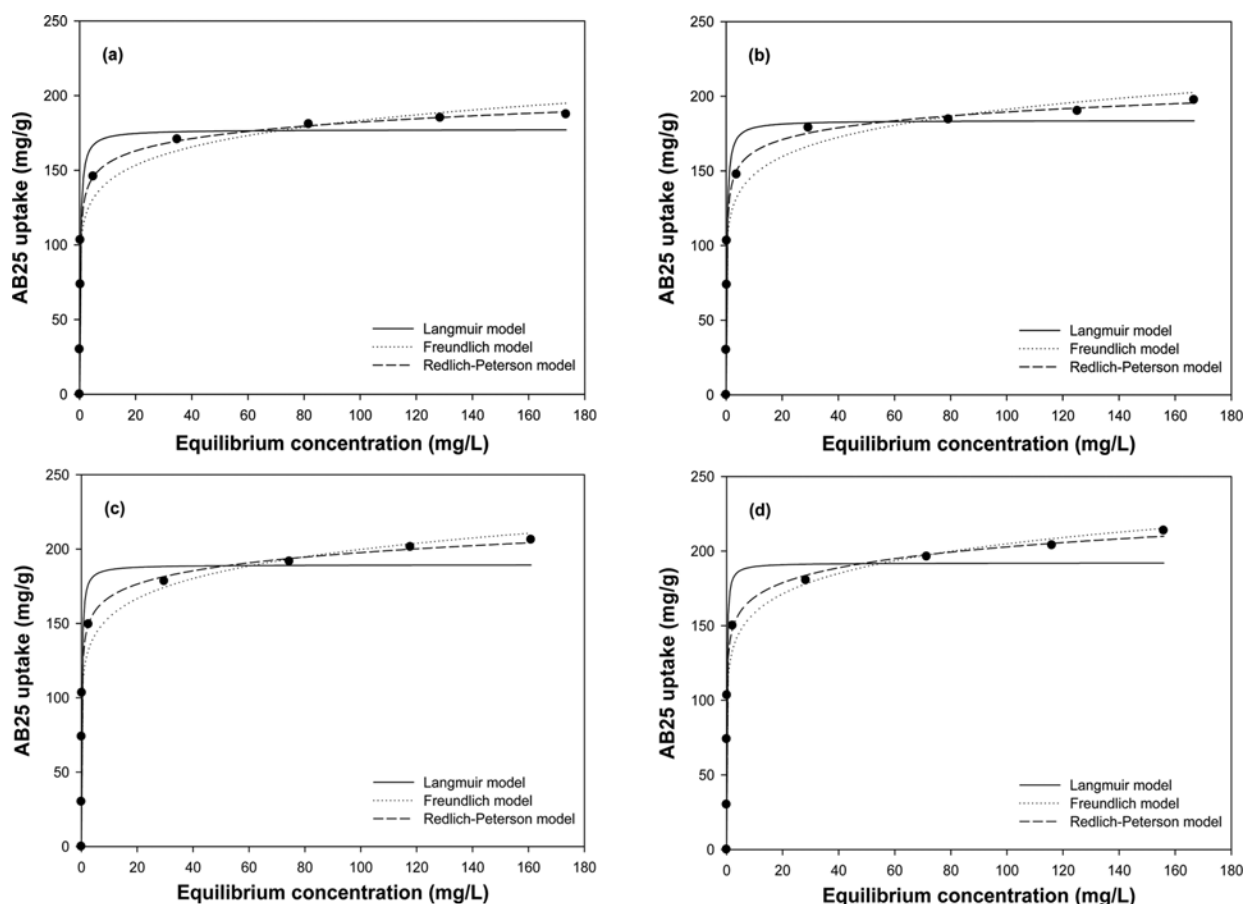 (a)
250
200
150
100
50
0
AB25 uptake (mg/g)
Langmuir model
Freundlich model
Redlich-Peterson model
0 20 40 60 80 100 120 140 160 180
Equilibrium concentration (mg/L)
(b)
250
200
150
100
50
0
AB25 uptake (mg/g)
Langmuir model
Freundlich model
Redlich-Peterson model
0 20 40 60 80 100 120 140 160 180
Equilibrium concentration (mg/L)
(c)
250
200
150
100
50
0
AB25 uptake (mg/g)
Langmuir model
Freundlich model
Redlich-Peterson model
0 20 40 60 80 100 120 140 160 180
Equilibrium concentration (mg/L)
(d)
250
200
150
100
50
0
AB25 uptake (mg/g)
Langmuir model
Freundlich model
Redlich-Peterson model
0 20 40 60 80 100 120 140 160 180
Equilibrium concentration (mg/L)